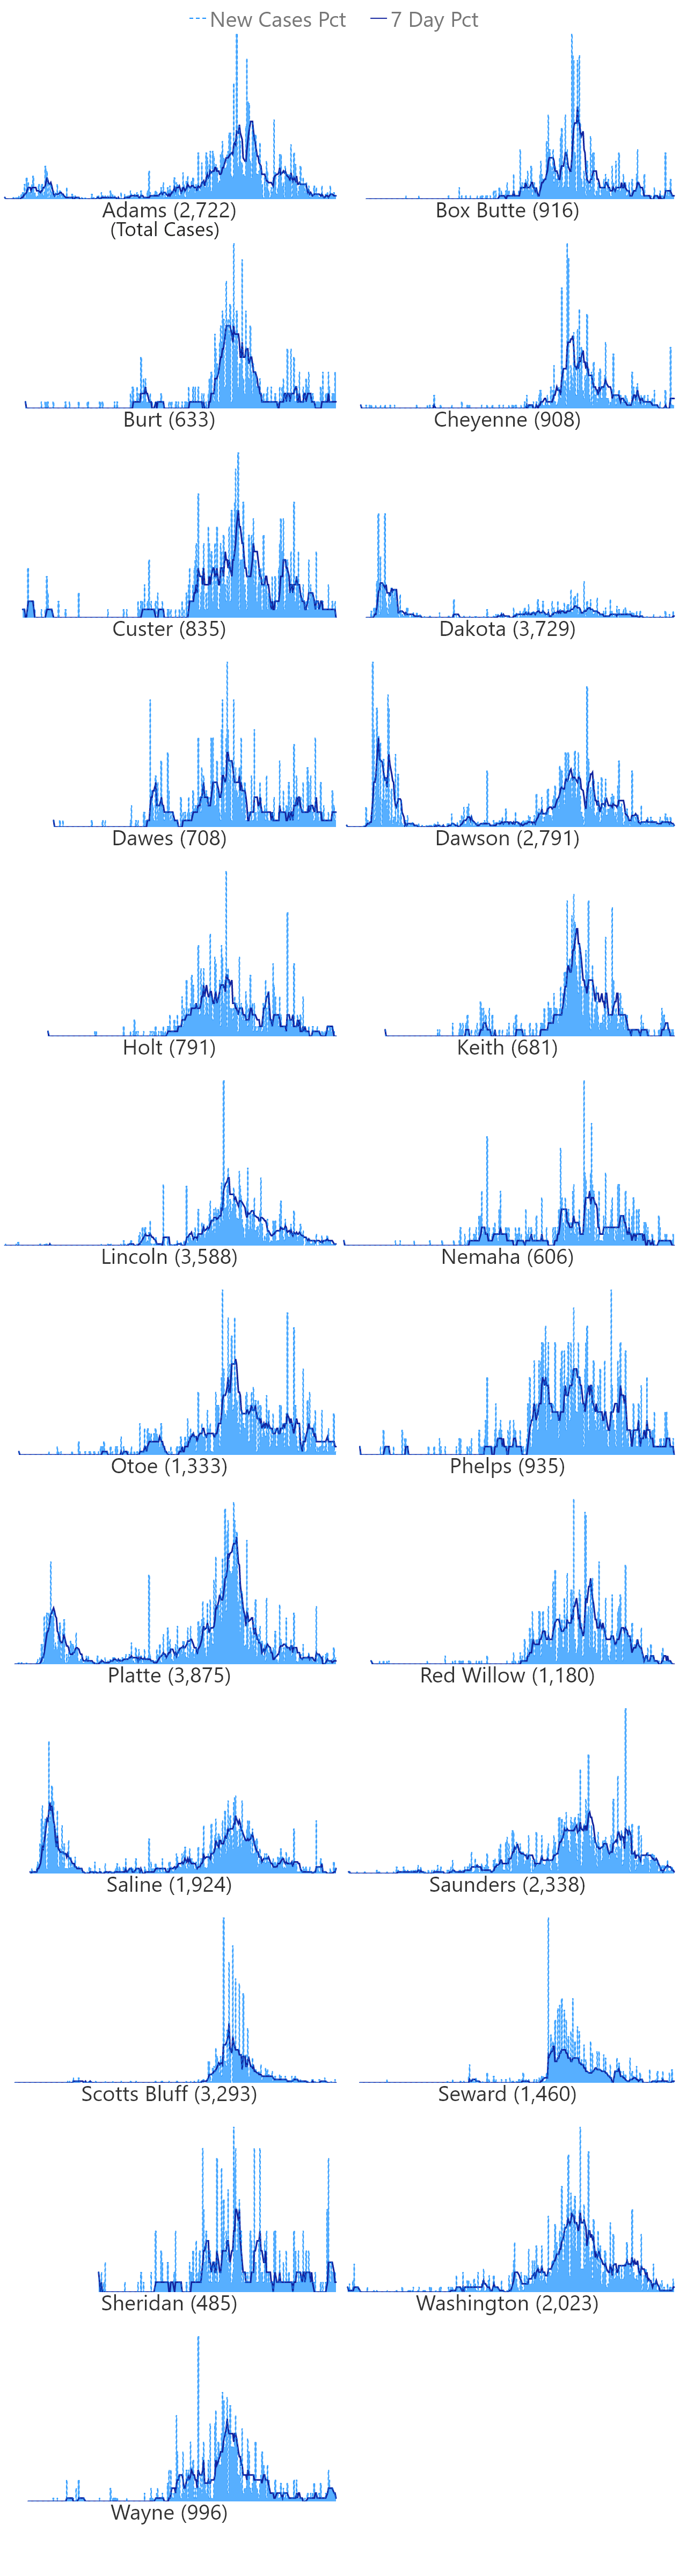 New Cases Pct 7 Day Pct
Adams (2,722) Box Butte (916)
(Total Cases)
Burt (633) Cheyenne (908)
Custer (835) Dakota (3,729)
Dawes (708) Dawson (2,791)
Holt (791) Keith (681)
Lincoln (3,588) Nemaha (606)
Otoe (1,333) Phelps (935)
Platte (3,875) Red Willow (1,180)
Saline (1,924) Saunders (2,338)
Scotts Bluff (3,293) Seward (1,460)
Sheridan (485) Washington (2,023)
Wayne (996)